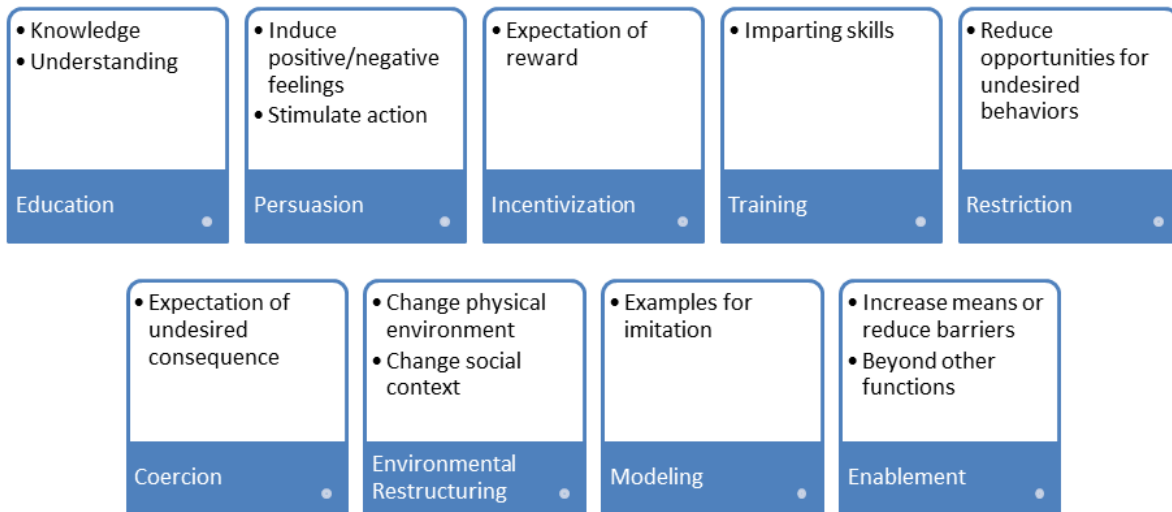 • Knowledge
• Understanding
Education
• Induce
positive/negative
feelings
• Stimulate action
Persuasion
• Expectation of
reward
Incentivization
• Imparting skills
Training
• Reduce
opportunities for
undesired
behaviors
Restriction
• Expectation of
undesired
consequence
Coercion
• Change physical
environment
• Change social
context
Environmental
Restructuring
• Examples for
imitation
Modeling
• Increase means or
reduce barriers
• Beyond other
functions
Enablement